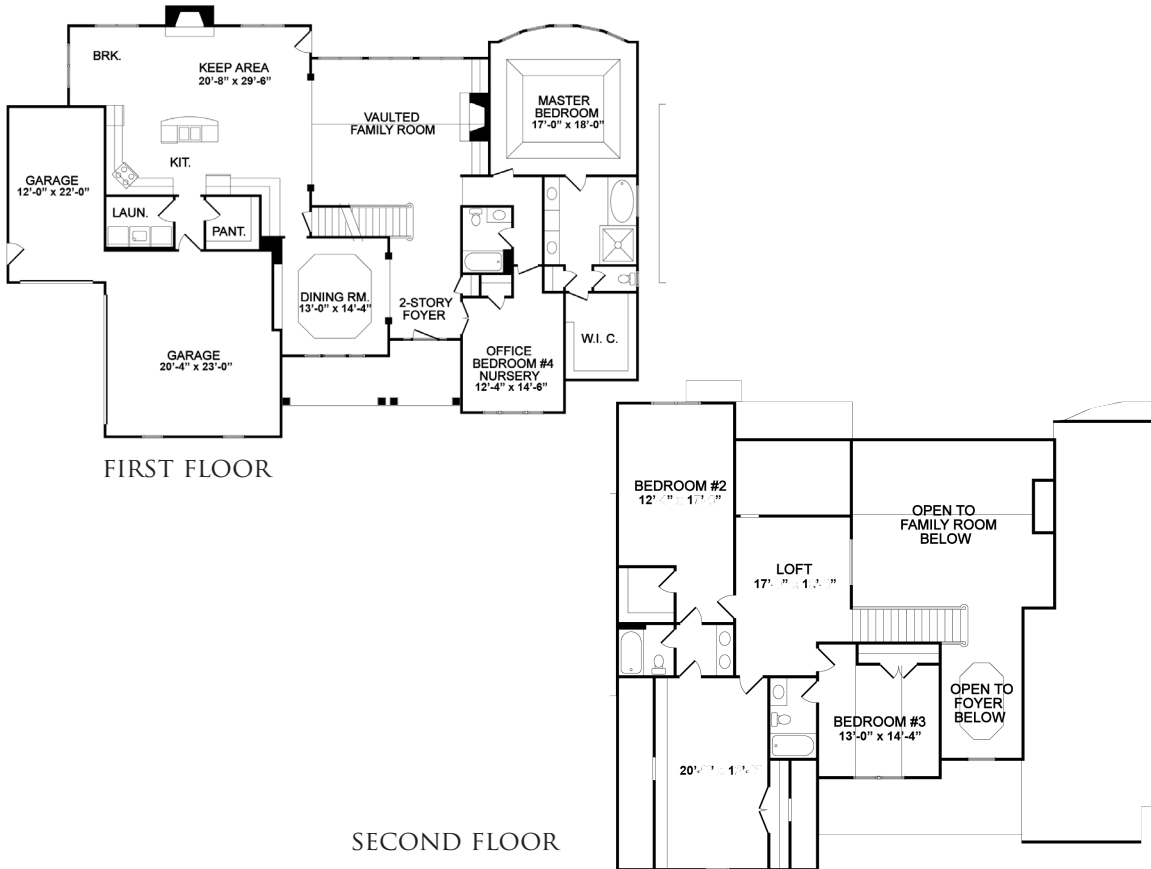 BRK.
KEEP AREA
20'-8" x 29'-6"
VAULTED
FAMILY ROOM
MASTER
BEDROOM
17'-0" x 18'-0"
GARAGE
12'-0" x 22'-0"
KIT.
LAUN.
PANT.
DINING RM.
13'-0" x 14'-4"
2-STORY
FOYER
W.I. C.
OFFICE
BEDROOM #4
NURSERY
12'-4" x 14'-6"
GARAGE
20'-4" x 23'-0"
FIRST FLOOR
BEDROOM #2
OPEN TO
FAMILY ROOM
BELOW
LOFT
OPEN TO
FOYER
BELOW
BEDROOM #3
13'-0" x 14'-4"
SECOND FLOOR